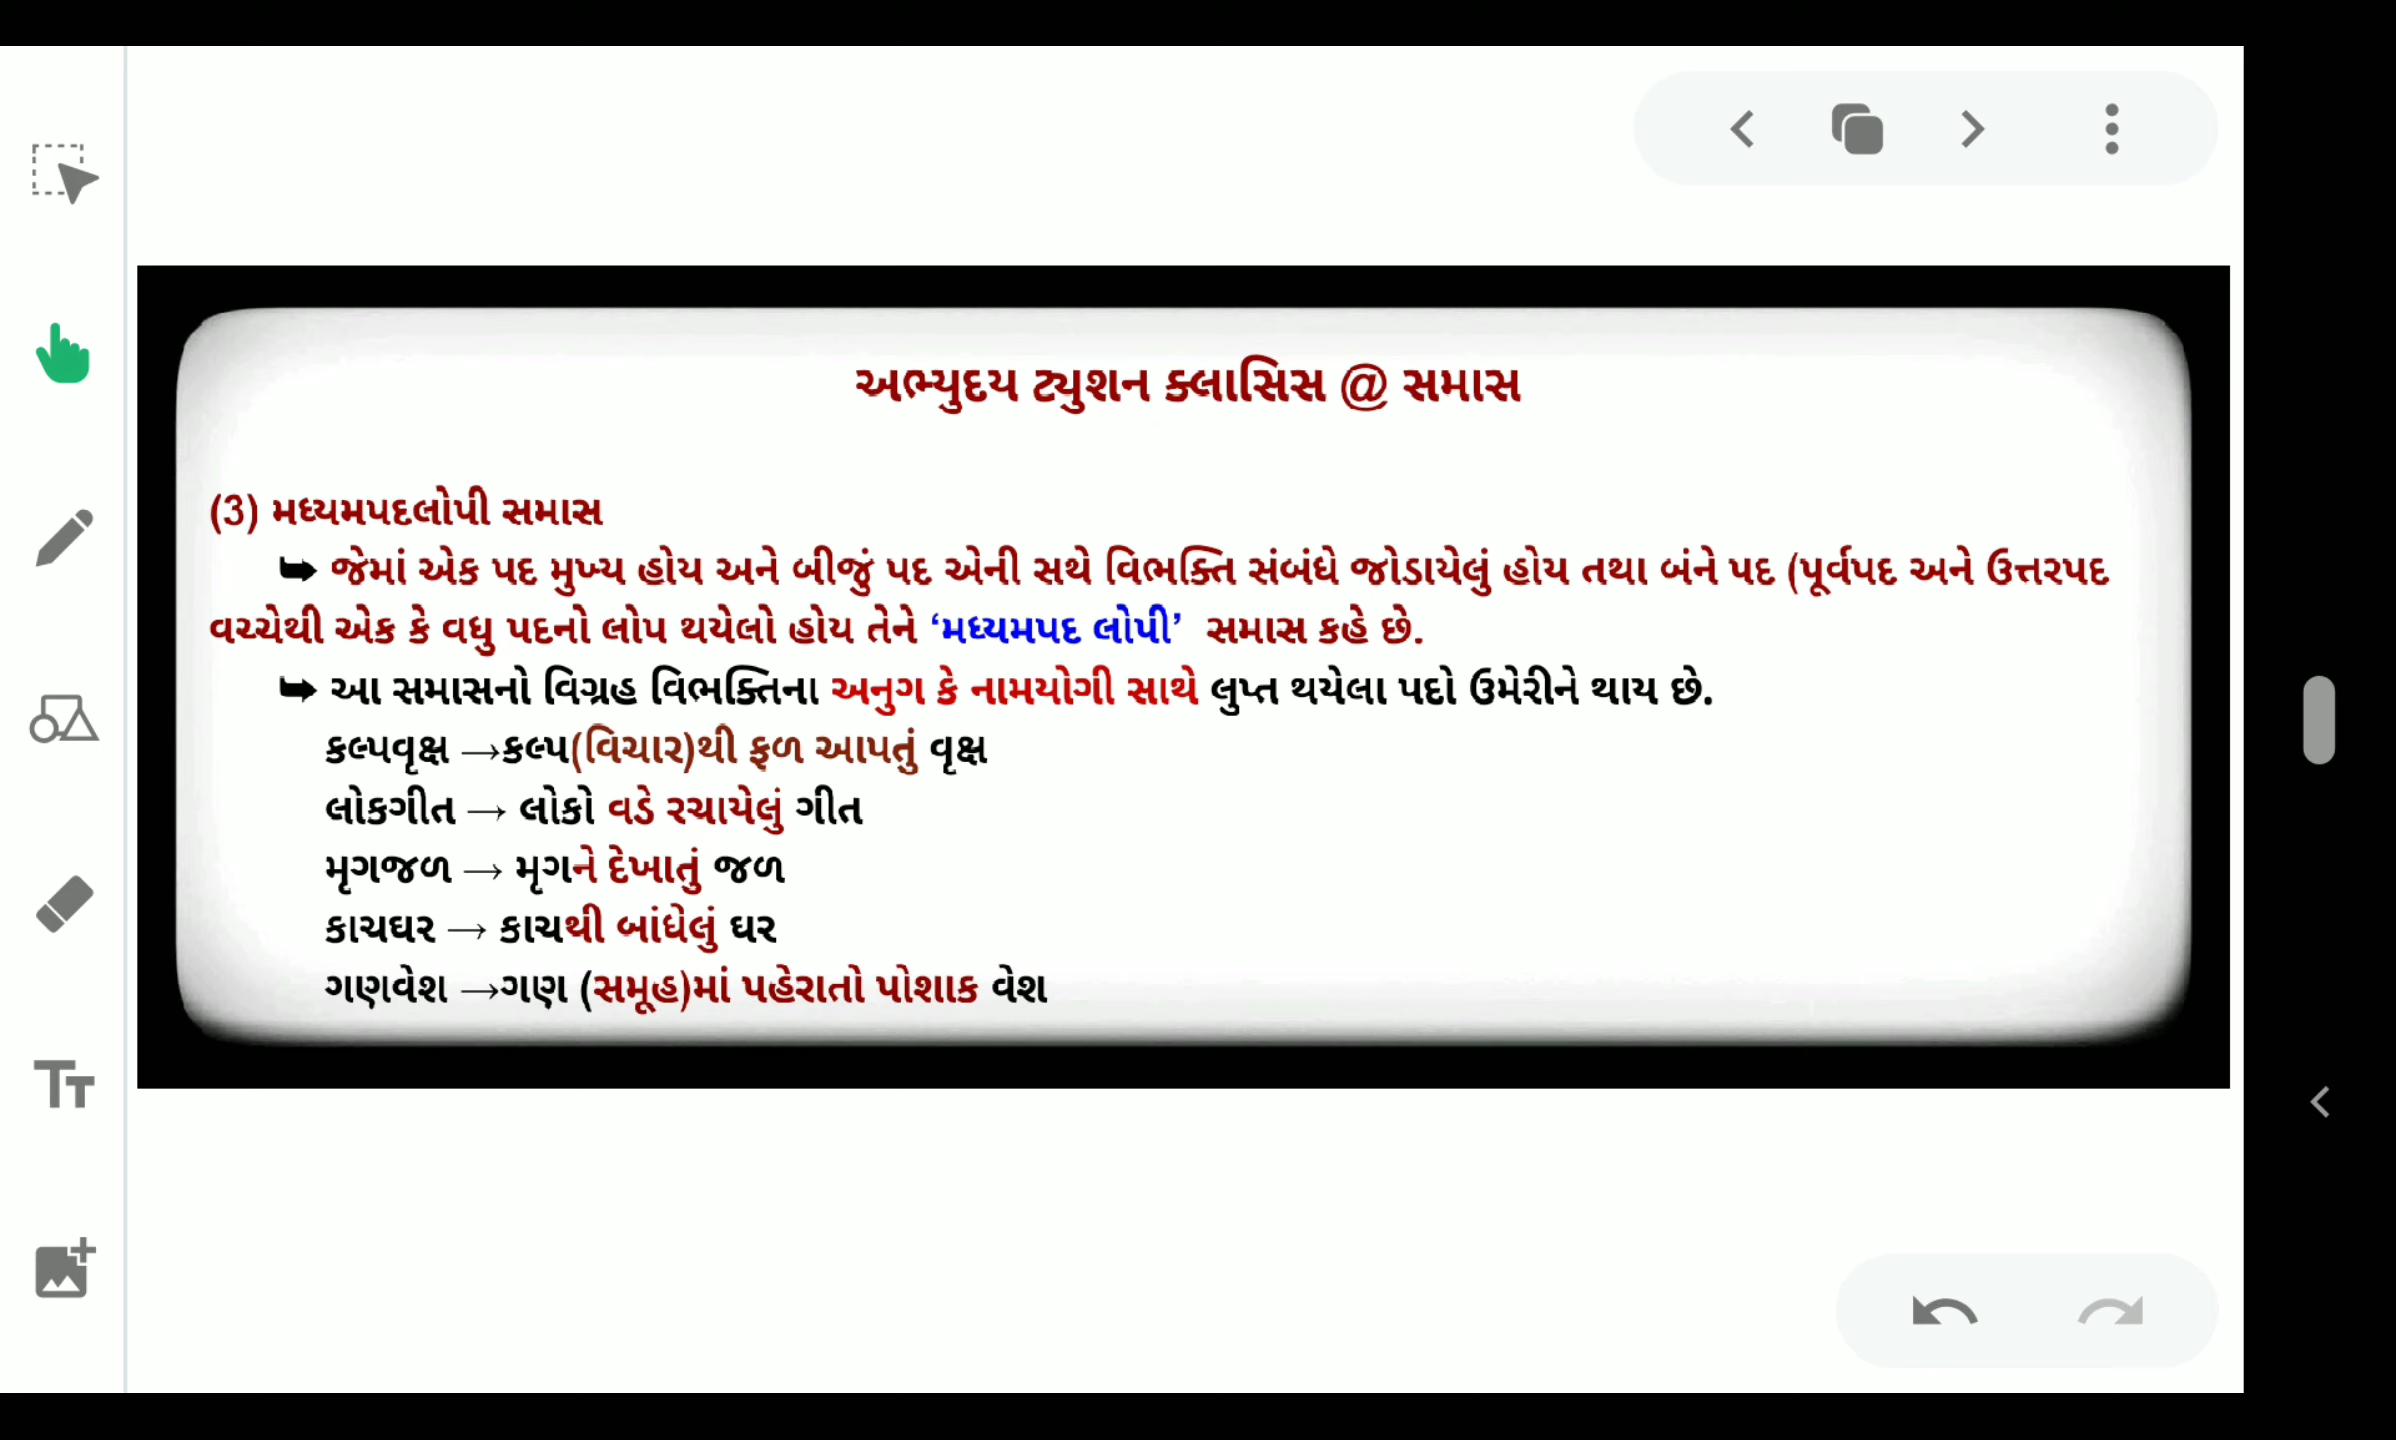 અભ્યુદય ટ્યુશન ક્લાસિસ @ સમાસ
(3) મધ્યમપદલોપી સમાસ
➥ જેમાં એક પદ મુખ્ય હોય અને બીજું પદ એની સથે વિભક્તિ સંબંધે જોડાયેલું હોય તથા બંને પદ (પૂર્વપદ અને ઉત્તરપદ
વચ્ચેથી એક કે વધુ પદનો લોપ થયેલો હોય તેને ‘મધ્યમપદ લોપી’ સમાસ કહે છે.
➥ આ સમાસનો વિગ્રહ વિભક્તિના અનુગ કે નામયોગી સાથે લુપ્ત થયેલા પદો ઉમેરીને થાય છે.
કલ્પવૃક્ષ →કલ્પ(વિચાર)થી ફળ આપતું વૃક્ષ
લોકગીત → લોકો વડે રચાયેલું ગીત
મૃગજળ → મૃગને દેખાતું જળ
કાચઘર → કાચથી બાંધેલું ઘર
ગણવેશ →ગણ (સમૂહ)માં પહેરાતો પોશાક વેશ
Tт